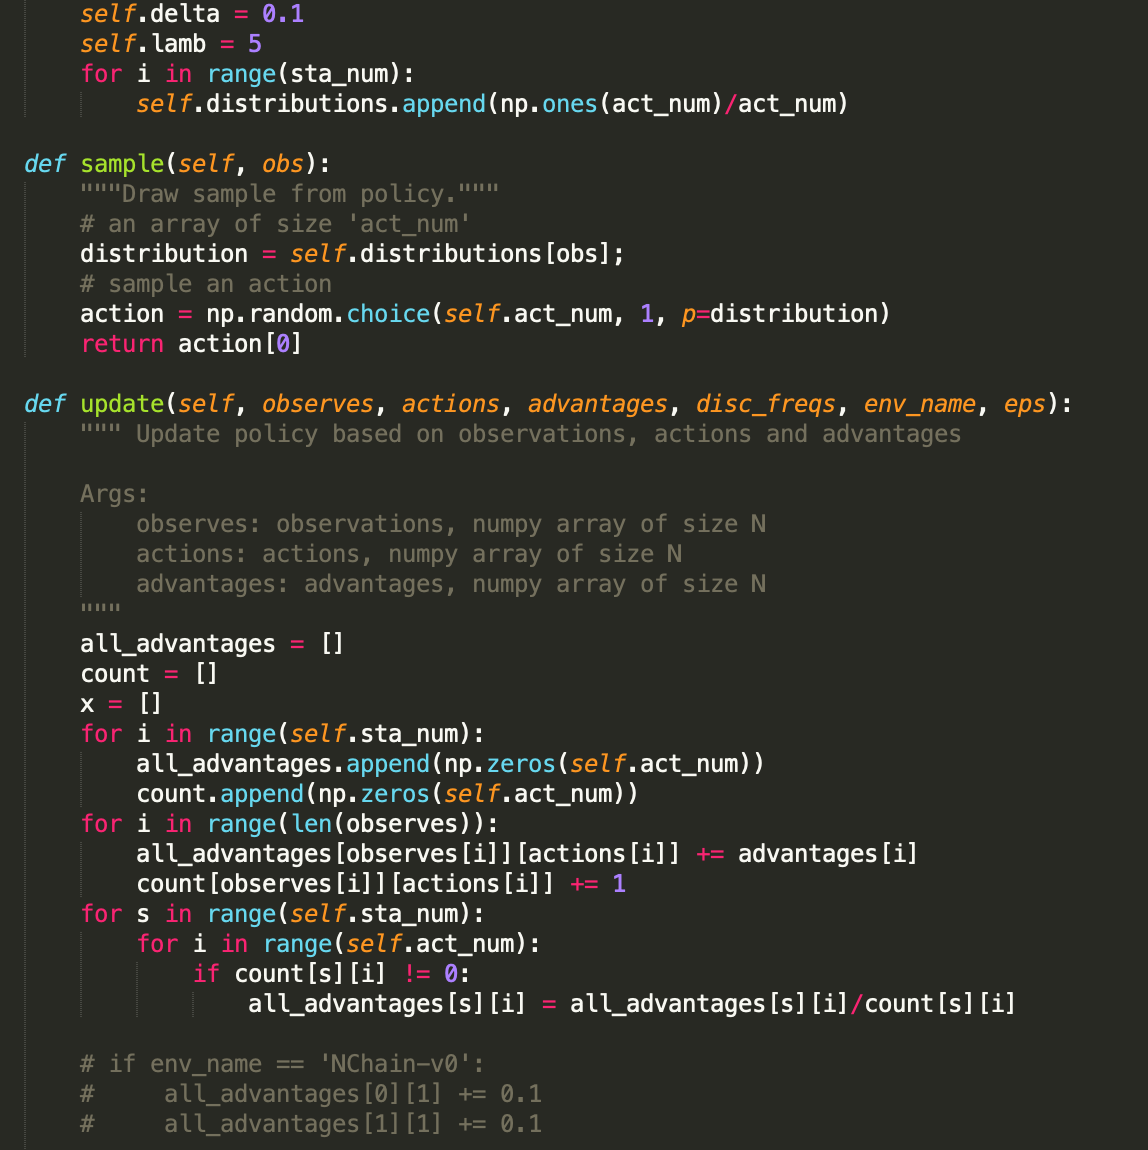 self.delta = 0.1
self.lamb = 5
for i in range(sta_num):
self.distributions.append(np.ones(act_num)/act_num)
def sample(self, obs):
"""Draw sample from policy."""
# an array of size 'act_num'
distribution = self.distributions[obs];
# sample an action
action = np.random.choice(self.act_num, 1, p=distribution)
return action[0]
def update(self, observes, actions, advantages, disc_freqs, env_name, eps):
""" Update policy based on observations, actions and advantages
Args:
observes: observations, numpy array of size N
actions: actions, numpy array of size N
advantages: advantages, numpy array of size N
"""
all_advantages = []
count = []
x = []
for i in range(self.sta_num):
all_advantages.append(np.zeros(self.act_num))
count.append(np.zeros(self.act_num))
for i in range(len(observes)):
all_advantages[observes[i]][actions[i]] += advantages[i]
count[observes[i]][actions[i]] += 1
for s in range(self.sta_num):
for i in range(self.act_num):
if count[s][i] != 0:
all_advantages[s][i] = all_advantages[s][i]/count[s][i]
# if env_name == 'NChain-v0':
#     all_advantages[0][1] += 0.1
#     all_advantages[1][1] += 0.1